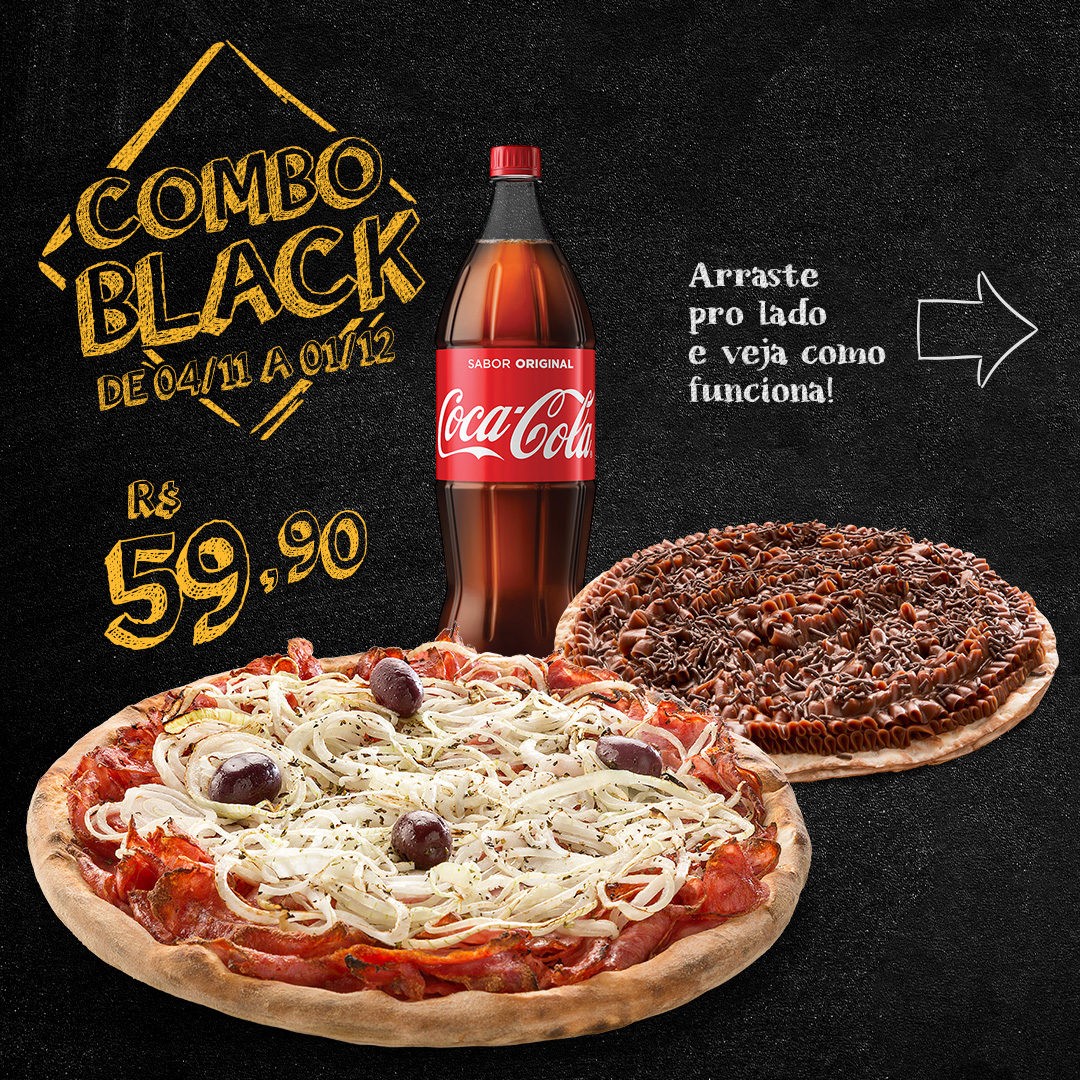 COMBO
BLACK
DE 04/11 A 01/12
R$
59,90
SABOR ORIGINAL
Coca-Cola
Arraste
pro lado
e veja como
funciona!